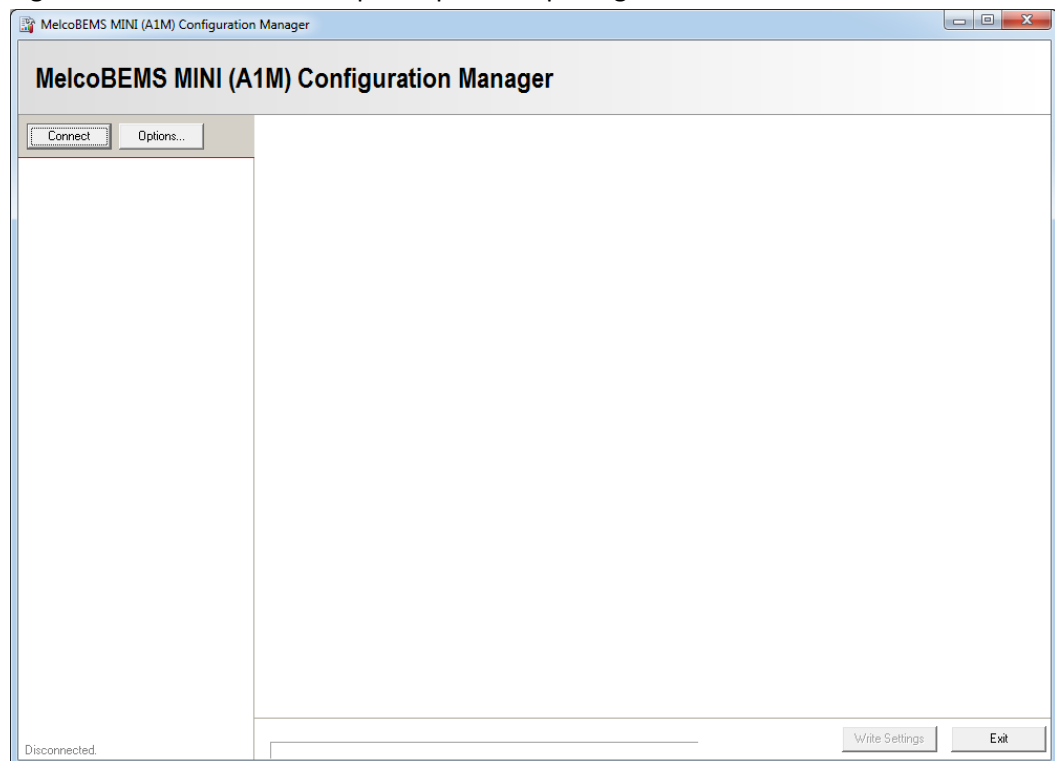 MelcoBEMS MINI (A1M) Configuration Manager
MelcoBEMS MINI (A1M) Configuration Manager
Connect Options...
Disconnected.
Write Settings Exit